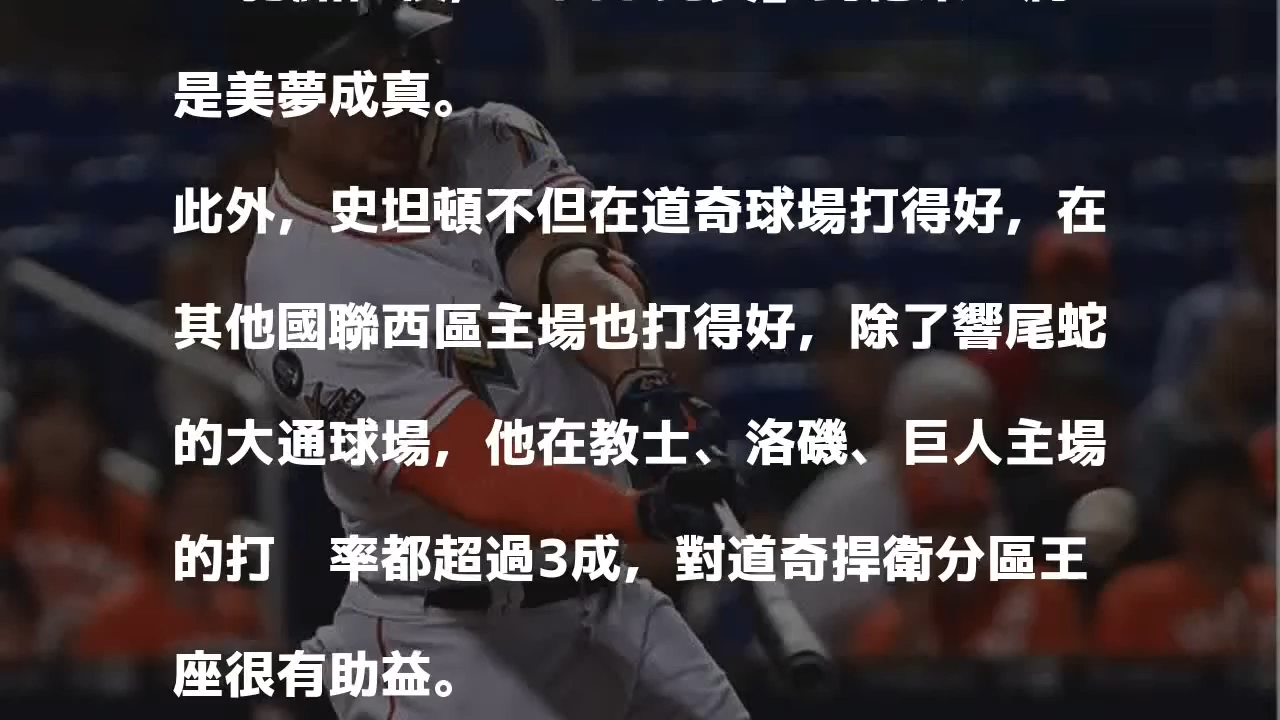 是美夢成真。
此外，史坦頓不但在道奇球場打得好，在
其他國聯西區主場也打得好，除了響尾蛇
的大通球場，他在教士、洛磯、巨人主場
的打　率都超過3成，對道奇捍衛分區王
座很有助益。